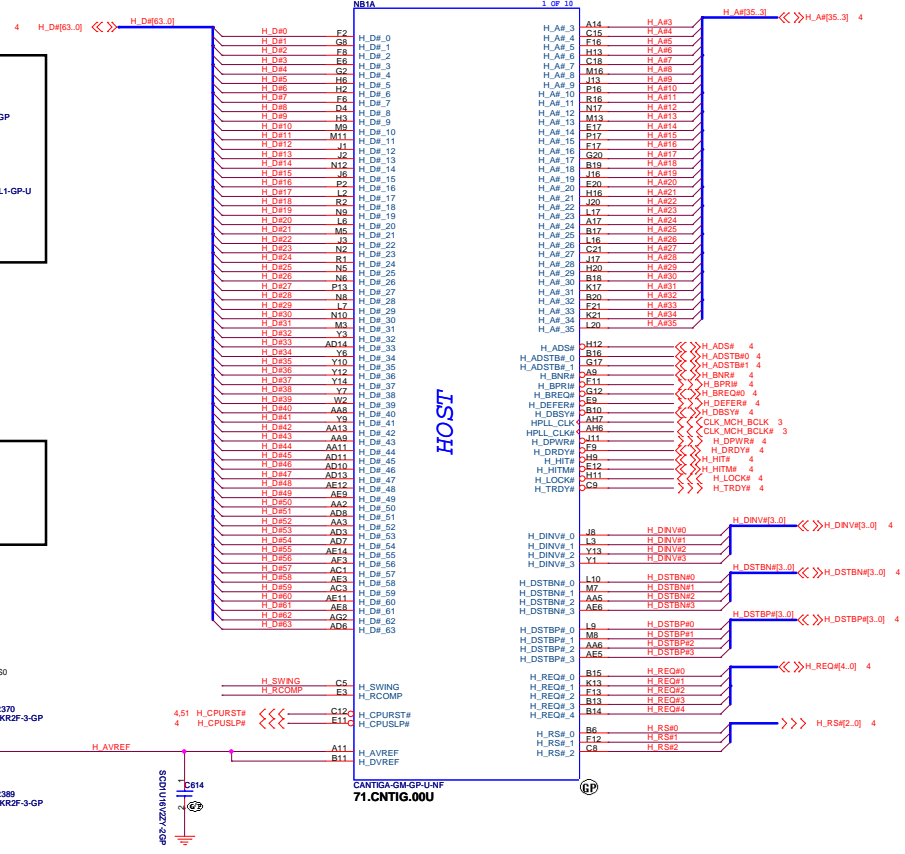 NB1A
1 OF 10
4 H_D#[63..0]
H_D#[63..0]
H_D#0 F2 H_D#_0
H_D#1 G8 H_D#_1
H_D#2 F8 H_D#_2
H_D#3 E6 H_D#_3
H_D#4 G2 H_D#_4
H_D#5 H6 H_D#_5
H_D#6 H2 H_D#_6
H_D#7 F6 H_D#_7
H_D#8 D4 H_D#_8
H_D#9 H3 H_D#_9
H_D#10 M9 H_D#_10
H_D#11 M11 H_D#_11
H_D#12 J1 H_D#_12
H_D#13 J2 H_D#_13
H_D#14 N12 H_D#_14
H_D#15 J6 H_D#_15
H_D#16 P2 H_D#_16
H_D#17 L2 H_D#_17
H_D#18 R2 H_D#_18
H_D#19 N9 H_D#_19
H_D#20 L6 H_D#_20
H_D#21 M5 H_D#_21
H_D#22 J3 H_D#_22
H_D#23 N2 H_D#_23
H_D#24 R1 H_D#_24
H_D#25 N5 H_D#_25
H_D#26 N6 H_D#_26
H_D#27 P13 H_D#_27
H_D#28 N8 H_D#_28
H_D#29 L7 H_D#_29
H_D#30 N10 H_D#_30
H_D#31 M3 H_D#_31
H_D#32 Y3 H_D#_32
H_D#33 AD14 H_D#_33
H_D#34 Y6 H_D#_34
H_D#35 Y10 H_D#_35
H_D#36 Y12 H_D#_36
H_D#37 Y14 H_D#_37
H_D#38 Y7 H_D#_38
H_D#39 W2 H_D#_39
H_D#40 AA8 H_D#_40
H_D#41 Y9 H_D#_41
H_D#42 AA13 H_D#_42
H_D#43 AA9 H_D#_43
H_D#44 AA11 H_D#_44
H_D#45 AD11 H_D#_45
H_D#46 AD10 H_D#_46
H_D#47 AD13 H_D#_47
H_D#48 AE12 H_D#_48
H_D#49 AE9 H_D#_49
H_D#50 AA2 H_D#_50
H_D#51 AD8 H_D#_51
H_D#52 AA3 H_D#_52
H_D#53 AD3 H_D#_53
H_D#54 AD7 H_D#_54
H_D#55 AE14 H_D#_55
H_D#56 AF3 H_D#_56
H_D#57 AC1 H_D#_57
H_D#58 AE3 H_D#_58
H_D#59 AC3 H_D#_59
H_D#60 AE11 H_D#_60
H_D#61 AE8 H_D#_61
H_D#62 AG2 H_D#_62
H_D#63 AD6 H_D#_63
H_SWING C5 H_SWING
H_RCOMP E3 H_RCOMP
4,51 H_CPURST# C12 H_CPURST#
4 H_CPUSLP# E11 H_CPUSLP#
H_AVREF A11 H_AVREF
B11 H_DVREF
HOST
H_A#[35..3] H_A#[35..3] 4
H_A#_3 A14 H_A#3
H_A#_4 C15 H_A#4
H_A#_5 F16 H_A#5
H_A#_6 H13 H_A#6
H_A#_7 C18 H_A#7
H_A#_8 M16 H_A#8
H_A#_9 J13 H_A#9
H_A#_10 P16 H_A#10
H_A#_11 R16 H_A#11
H_A#_12 N17 H_A#12
H_A#_13 M13 H_A#13
H_A#_14 E17 H_A#14
H_A#_15 P17 H_A#15
H_A#_16 F17 H_A#16
H_A#_17 G20 H_A#17
H_A#_18 B19 H_A#18
H_A#_19 J16 H_A#19
H_A#_20 E20 H_A#20
H_A#_21 H16 H_A#21
H_A#_22 J20 H_A#22
H_A#_23 L17 H_A#23
H_A#_24 A17 H_A#24
H_A#_25 B17 H_A#25
H_A#_26 L16 H_A#26
H_A#_27 C21 H_A#27
H_A#_28 J17 H_A#28
H_A#_29 H20 H_A#29
H_A#_30 B18 H_A#30
H_A#_31 K17 H_A#31
H_A#_32 B20 H_A#32
H_A#_33 F21 H_A#33
H_A#_34 K21 H_A#34
H_A#_35 L20 H_A#35
H_ADS# H12 H_ADS# 4
H_ADSTB#_0 B16 H_ADSTB#0 4
H_ADSTB#_1 G17 H_ADSTB#1 4
H_BNR# A9 H_BNR# 4
H_BPRI# F11 H_BPRI# 4
H_BREQ# G12 H_BREQ#0 4
H_DEFER# E9 H_DEFER# 4
H_DBSY# B10 H_DBSY# 4
HPLL_CLK AH7 CLK_MCH_BCLK 3
HPLL_CLK# AH6 CLK_MCH_BCLK# 3
H_DPWR# J11 H_DPWR# 4
H_DRDY# F9 H_DRDY# 4
H_HIT# H9 H_HIT# 4
H_HITM# E12 H_HITM# 4
H_LOCK# H11 H_LOCK# 4
H_TRDY# C9 H_TRDY# 4
H_DINV#[3..0] H_DINV#[3..0] 4
H_DINV#_0 J8 H_DINV#0
H_DINV#_1 L3 H_DINV#1
H_DINV#_2 Y13 H_DINV#2
H_DINV#_3 Y1 H_DINV#3
H_DSTBN#[3..0] H_DSTBN#[3..0] 4
H_DSTBN#_0 L10 H_DSTBN#0
H_DSTBN#_1 M7 H_DSTBN#1
H_DSTBN#_2 AA5 H_DSTBN#2
H_DSTBN#_3 AE6 H_DSTBN#3
H_DSTBP#[3..0] H_DSTBP#[3..0] 4
H_DSTBP#_0 L9 H_DSTBP#0
H_DSTBP#_1 M8 H_DSTBP#1
H_DSTBP#_2 AA6 H_DSTBP#2
H_DSTBP#_3 AE5 H_DSTBP#3
H_REQ#[4..0] 4
H_REQ#_0 B15 H_REQ#0
H_REQ#_1 K13 H_REQ#1
H_REQ#_2 F13 H_REQ#2
H_REQ#_3 B13 H_REQ#3
H_REQ#_4 B14 H_REQ#4
H_RS#[2..0] 4
H_RS#_0 B6 H_RS#0
H_RS#_1 F12 H_RS#1
H_RS#_2 C8 H_RS#2
CANTIGA-GM-GP-U-NF
71.CNTIG.00U
GP
C614
1
2
GP
SCD1U16V2ZY-2GP
GP
L1-GP-U
370
KR2F-3-GP
389
KR2F-3-GP